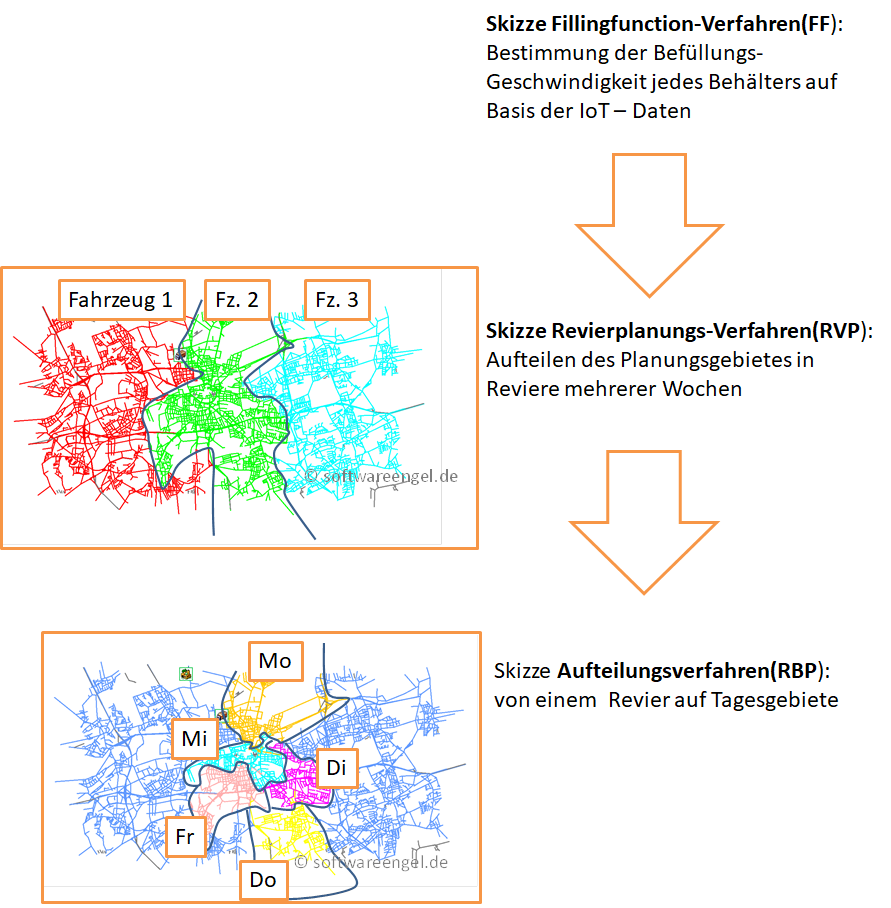 Skizze Fillingfunction-Verfahren(FF):
Bestimmung der Befüllungs-
Geschwindigkeit jedes Behälters auf
Basis der IoT – Daten
Fahrzeug 1
Fz. 2
Fz. 3
© softwareengel.de
Skizze Revierplanungs-Verfahren(RVP):
Aufteilen des Planungsgebietes in
Reviere mehrerer Wochen
Mo
Mi
Di
Fr
Do
© softwareengel.de
Skizze Aufteilungsverfahren(RBP):
von einem Revier auf Tagesgebiete